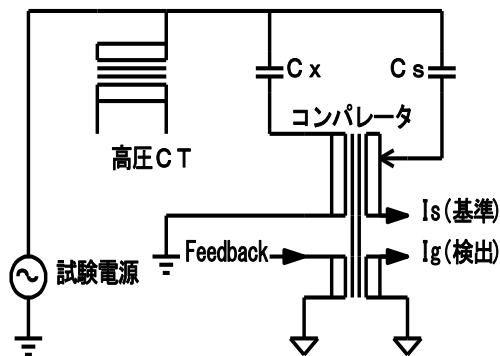 Cx
Cs
コンパレータ
高圧CT
Is(基準)
Feedback
Ig(検出)
試験電源